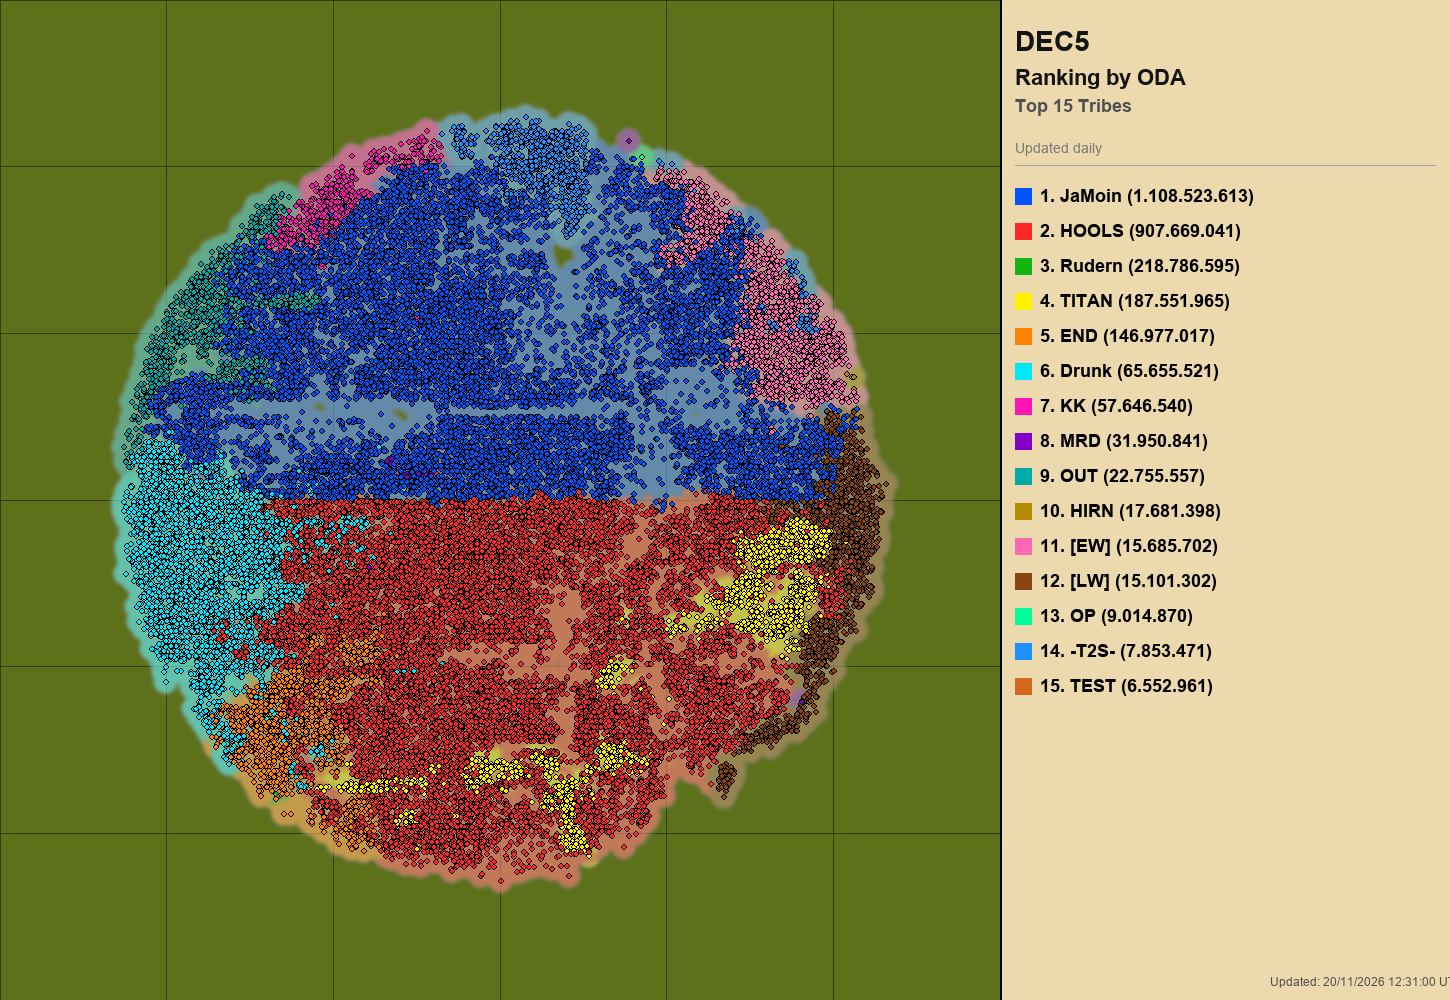 DEC5
Ranking by ODA
Top 15 Tribes
Updated daily
1. JaMoin (1.108.523.613)
2. HOOLS (907.669.041)
3. Rudern (218.786.595)
4. TITAN (187.551.965)
5. END (146.977.017)
6. Drunk (65.655.521)
7. KK (57.646.540)
8. MRD (31.950.841)
9. OUT (22.755.557)
10. HIRN (17.681.398)
11. [EW] (15.685.702)
12. [LW] (15.101.302)
13. OP (9.014.870)
14. -T2S- (7.853.471)
15. TEST (6.552.961)
Updated: 20/11/2026 12:31:00